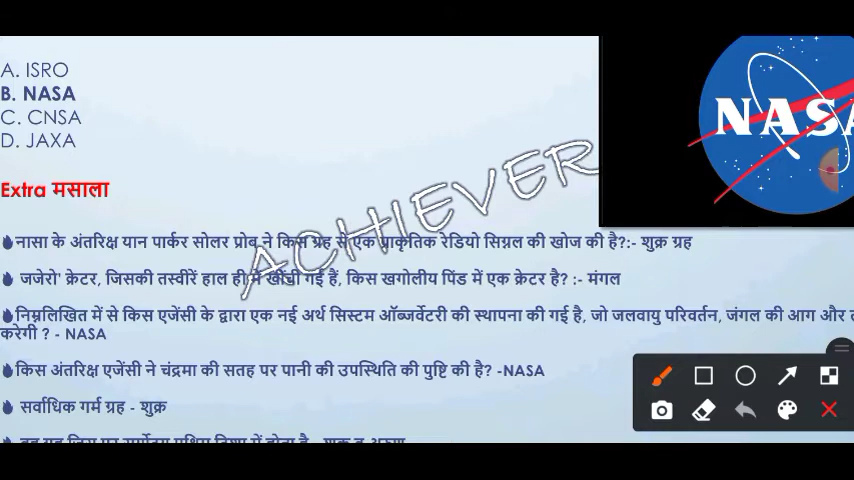 A. ISRO
B. NASA
C. CNSA
D. JAXA
NASA
Extra मसाला
ACHIEVER
नासा के अंतरिक्ष यान पार्कर सोलर प्रोब ने किस ग्रह से एक प्राकृतिक रेडियो सिग्नल की खोज की है?:- शुक्र ग्रह
जजेरो' क्रेटर, जिसकी तस्वीरें हाल ही में खींची गई हैं, किस खगोलीय पिंड में एक क्रेटर है? :- मंगल
निम्नलिखित में से किस एजेंसी के द्वारा एक नई अर्थ सिस्टम ऑब्जर्वेटरी की स्थापना की गई है, जो जलवायु परिवर्तन, जंगल की आग और
करेगी ? - NASA
किस अंतरिक्ष एजेंसी ने चंद्रमा की सतह पर पानी की उपस्थिति की पुष्टि की है? -NASA
सर्वाधिक गर्म ग्रह - शुक्र